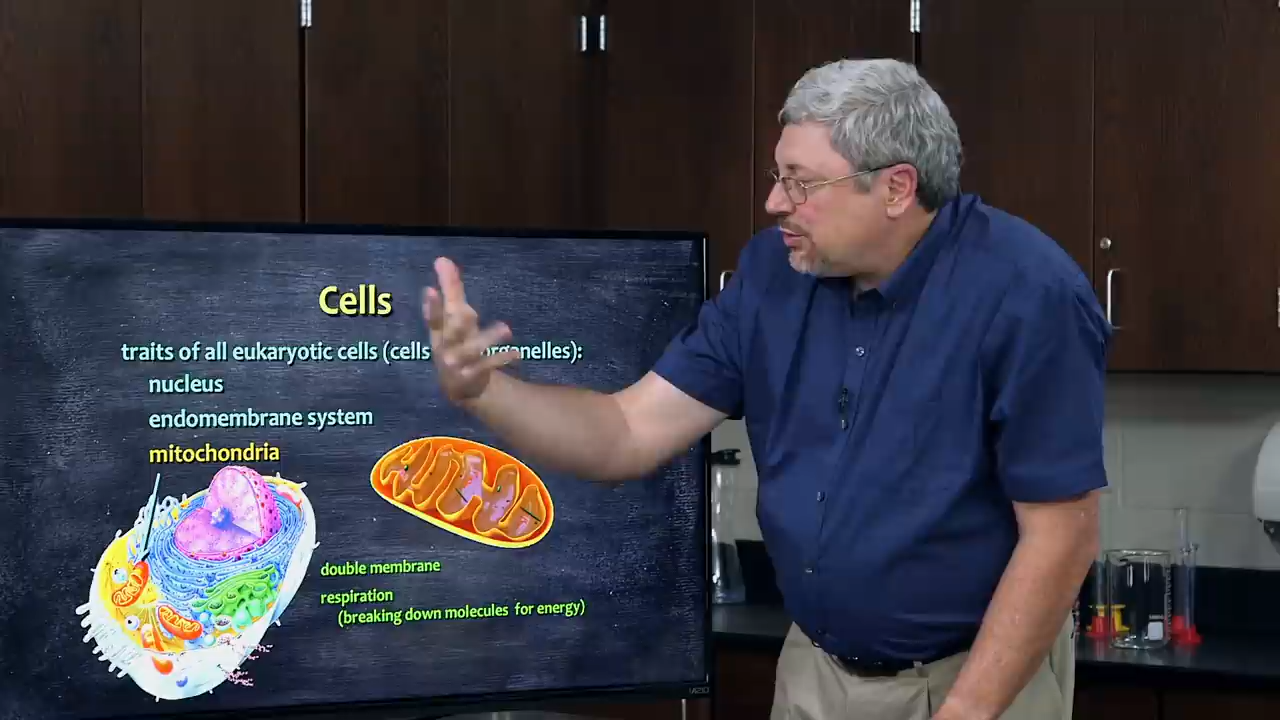 Cells
traits of all eukaryotic cells (cells organelles):
nucleus
endomembrane system
mitochondria
double membrane
respiration
(breaking down molecules for energy)
VIZIO